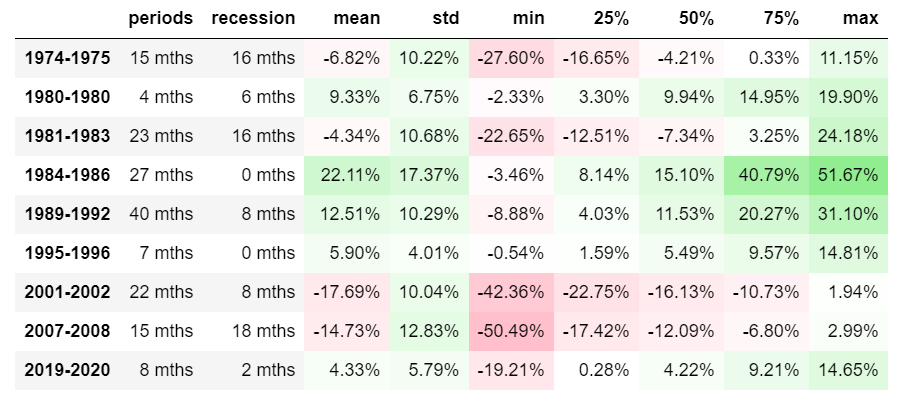 periods recession mean std min 25% 50% 75% max
1974-1975 15 mths 16 mths -6.82% 10.22% -27.60% -16.65% -4.21% 0.33% 11.15%
1980-1980 4 mths 6 mths 9.33% 6.75% -2.33% 3.30% 9.94% 14.95% 19.90%
1981-1983 23 mths 16 mths -4.34% 10.68% -22.65% -12.51% -7.34% 3.25% 24.18%
1984-1986 27 mths 0 mths 22.11% 17.37% -3.46% 8.14% 15.10% 40.79% 51.67%
1989-1992 40 mths 8 mths 12.51% 10.29% -8.88% 4.03% 11.53% 20.27% 31.10%
1995-1996 7 mths 0 mths 5.90% 4.01% -0.54% 1.59% 5.49% 9.57% 14.81%
2001-2002 22 mths 8 mths -17.69% 10.04% -42.36% -22.75% -16.13% -10.73% 1.94%
2007-2008 15 mths 18 mths -14.73% 12.83% -50.49% -17.42% -12.09% -6.80% 2.99%
2019-2020 8 mths 2 mths 4.33% 5.79% -19.21% 0.28% 4.22% 9.21% 14.65%